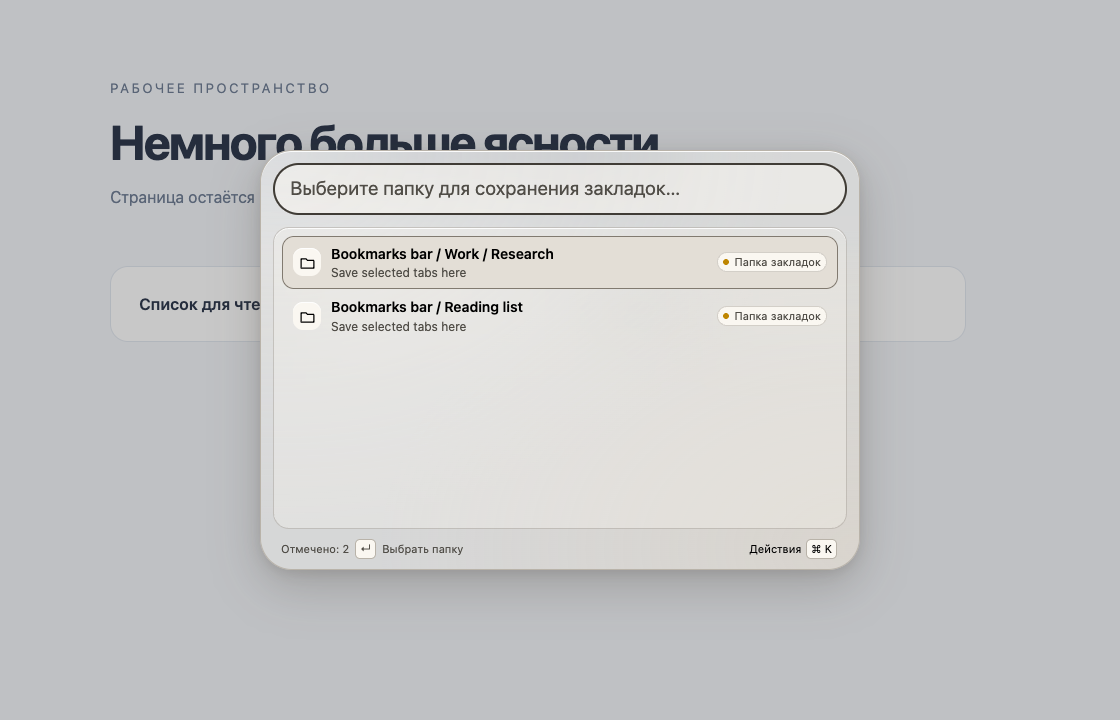 РАБОЧЕЕ ПРОСТРАНСТВО
Немного больше ясности
Страница остаётся
Выберите папку для сохранения закладок...
Bookmarks bar / Work / Research
Save selected tabs here
Папка закладок
Список для чте
Bookmarks bar / Reading list
Save selected tabs here
Папка закладок
Отмечено: 2 ↵ Выбрать папку
Действия ⌘ K